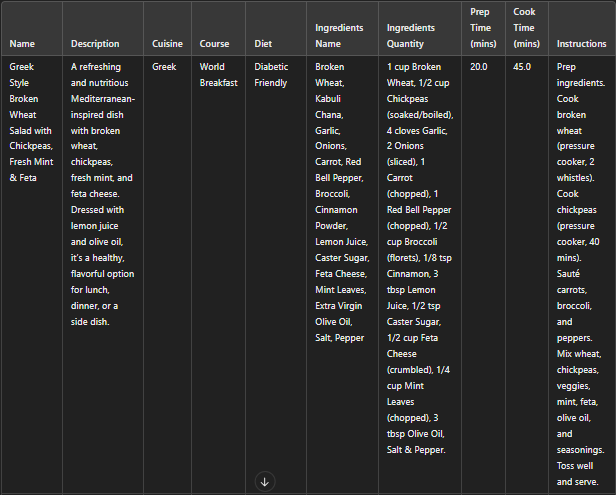 Name
Description
Cuisine
Course
Diet
Ingredients
Name
Ingredients
Quantity
Prep
Time
(mins)
Cook
Time
(mins)
Instructions
Greek
Style
Broken
Wheat
Salad with
Chickpeas,
Fresh Mint
& Feta
A refreshing
and nutritious
Mediterranean-
inspired dish
with broken
wheat,
chickpeas,
fresh mint, and
feta cheese.
Dressed with
lemon juice
and olive oil,
it's a healthy,
flavorful option
for lunch,
dinner, or a
side dish.
Greek
World
Breakfast
Diabetic
Friendly
Broken
Wheat,
Kabuli
Chana,
Garlic,
Onions,
Carrot, Red
Bell Pepper,
Broccoli,
Cinnamon
Powder,
Lemon Juice,
Caster Sugar,
Feta Cheese,
Mint Leaves,
Extra Virgin
Olive Oil,
Salt, Pepper
1 cup Broken
Wheat, 1/2 cup
Chickpeas
(soaked/boiled),
4 cloves Garlic,
2 Onions
(sliced), 1
Carrot
(chopped), 1
Red Bell Pepper
(chopped), 1/2
cup Broccoli
(florets), 1/8 tsp
Cinnamon, 3
tbsp Lemon
Juice, 1/2 tsp
Caster Sugar,
1/2 cup Feta
Cheese
(crumbled), 1/4
cup Mint
Leaves
(chopped), 3
tbsp Olive Oil,
Salt & Pepper.
20.0
45.0
Prep
ingredients.
Cook
broken
wheat
(pressure
cooker, 2
whistles).
Cook
chickpeas
(pressure
cooker, 40
mins).
Sauté
carrots,
broccoli,
and
peppers.
Mix wheat,
chickpeas,
veggies,
mint, feta,
olive oil,
and
seasonings.
Toss well
and serve.